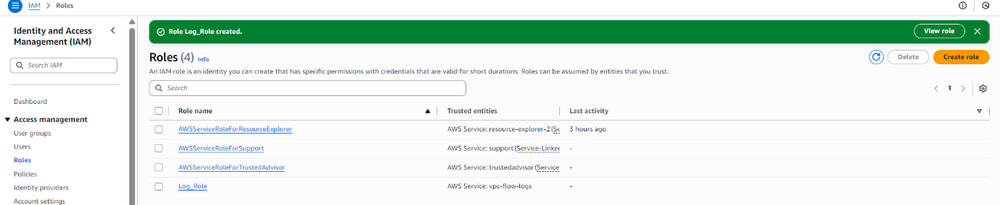 IAM > Roles
Identity and Access Management (IAM)
Search IAM
Dashboard
Access management
User groups
Users
Roles
Policies
Identity providers
Account settings
Role Log_Role created.
View role
Roles (4) Info
Delete
Create role
An IAM role is an identity you can create that has specific permissions with credentials that are valid for short durations. Roles can be assumed by entities that you trust.
Search
1
Role name Trusted entities Last activity
AWSServiceRoleForResourceExplorer AWS Service: resource-explorer-2 (Se 3 hours ago
AWSServiceRoleForSupport AWS Service: support (Service-Linked -
AWSServiceRoleForTrustedAdvisor AWS Service: trustedadvisor (Service -
Log_Role AWS Service: vpc-flow-logs -